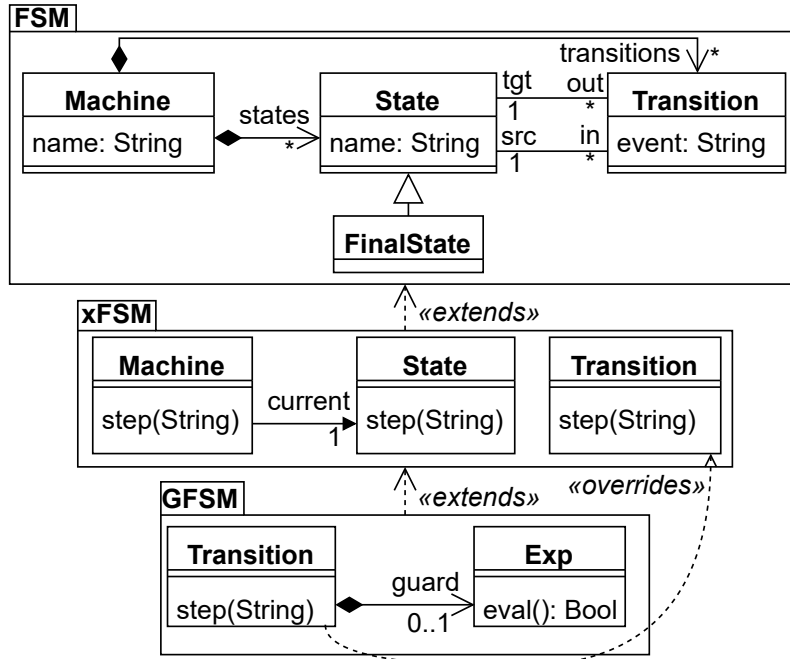 FSM
transitions *
Machine
name: String
states
*
State
name: String
tgt
1
out
*
src
1
in
*
Transition
event: String
FinalState
«extends»
xFSM
Machine
step(String)
current
1
State
step(String)
Transition
step(String)
«extends»
«overrides»
GFSM
Transition
step(String)
guard
0..1
Exp
eval(): Bool